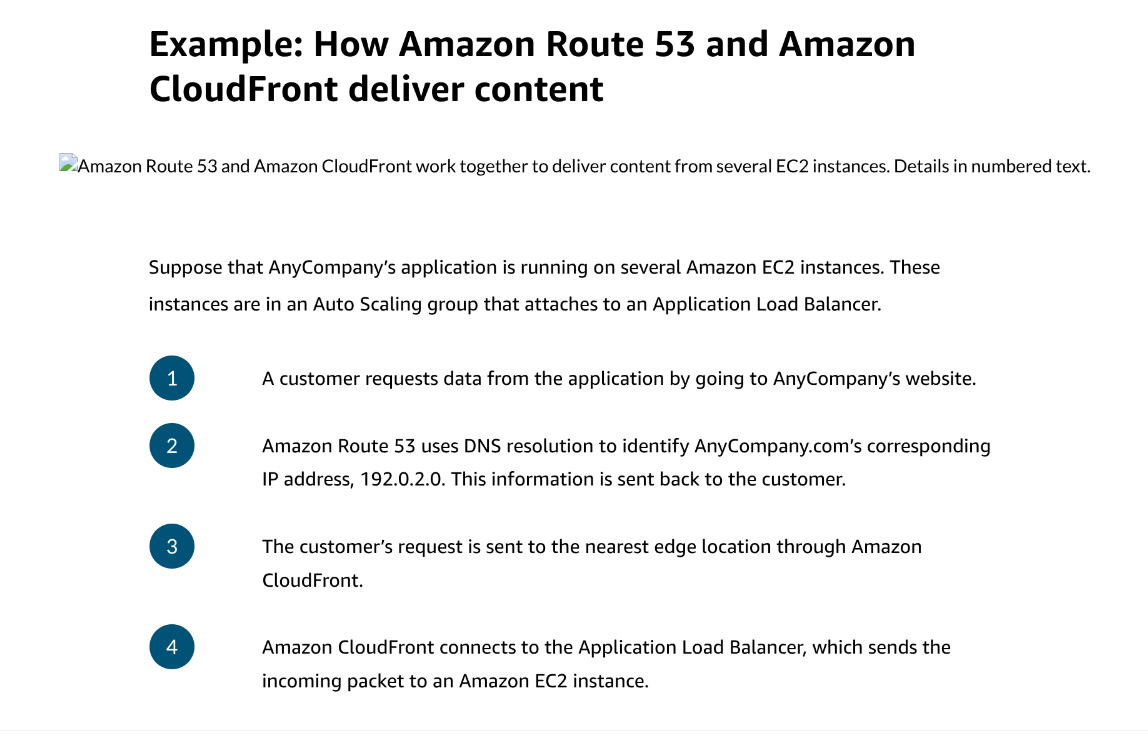 Example: How Amazon Route 53 and Amazon
CloudFront deliver content
Amazon Route 53 and Amazon CloudFront work together to deliver content from several EC2 instances. Details in numbered text.
Suppose that AnyCompany’s application is running on several Amazon EC2 instances. These
instances are in an Auto Scaling group that attaches to an Application Load Balancer.
1 A customer requests data from the application by going to AnyCompany’s website.
2 Amazon Route 53 uses DNS resolution to identify AnyCompany.com’s corresponding
IP address, 192.0.2.0. This information is sent back to the customer.
3 The customer’s request is sent to the nearest edge location through Amazon
CloudFront.
4 Amazon CloudFront connects to the Application Load Balancer, which sends the
incoming packet to an Amazon EC2 instance.